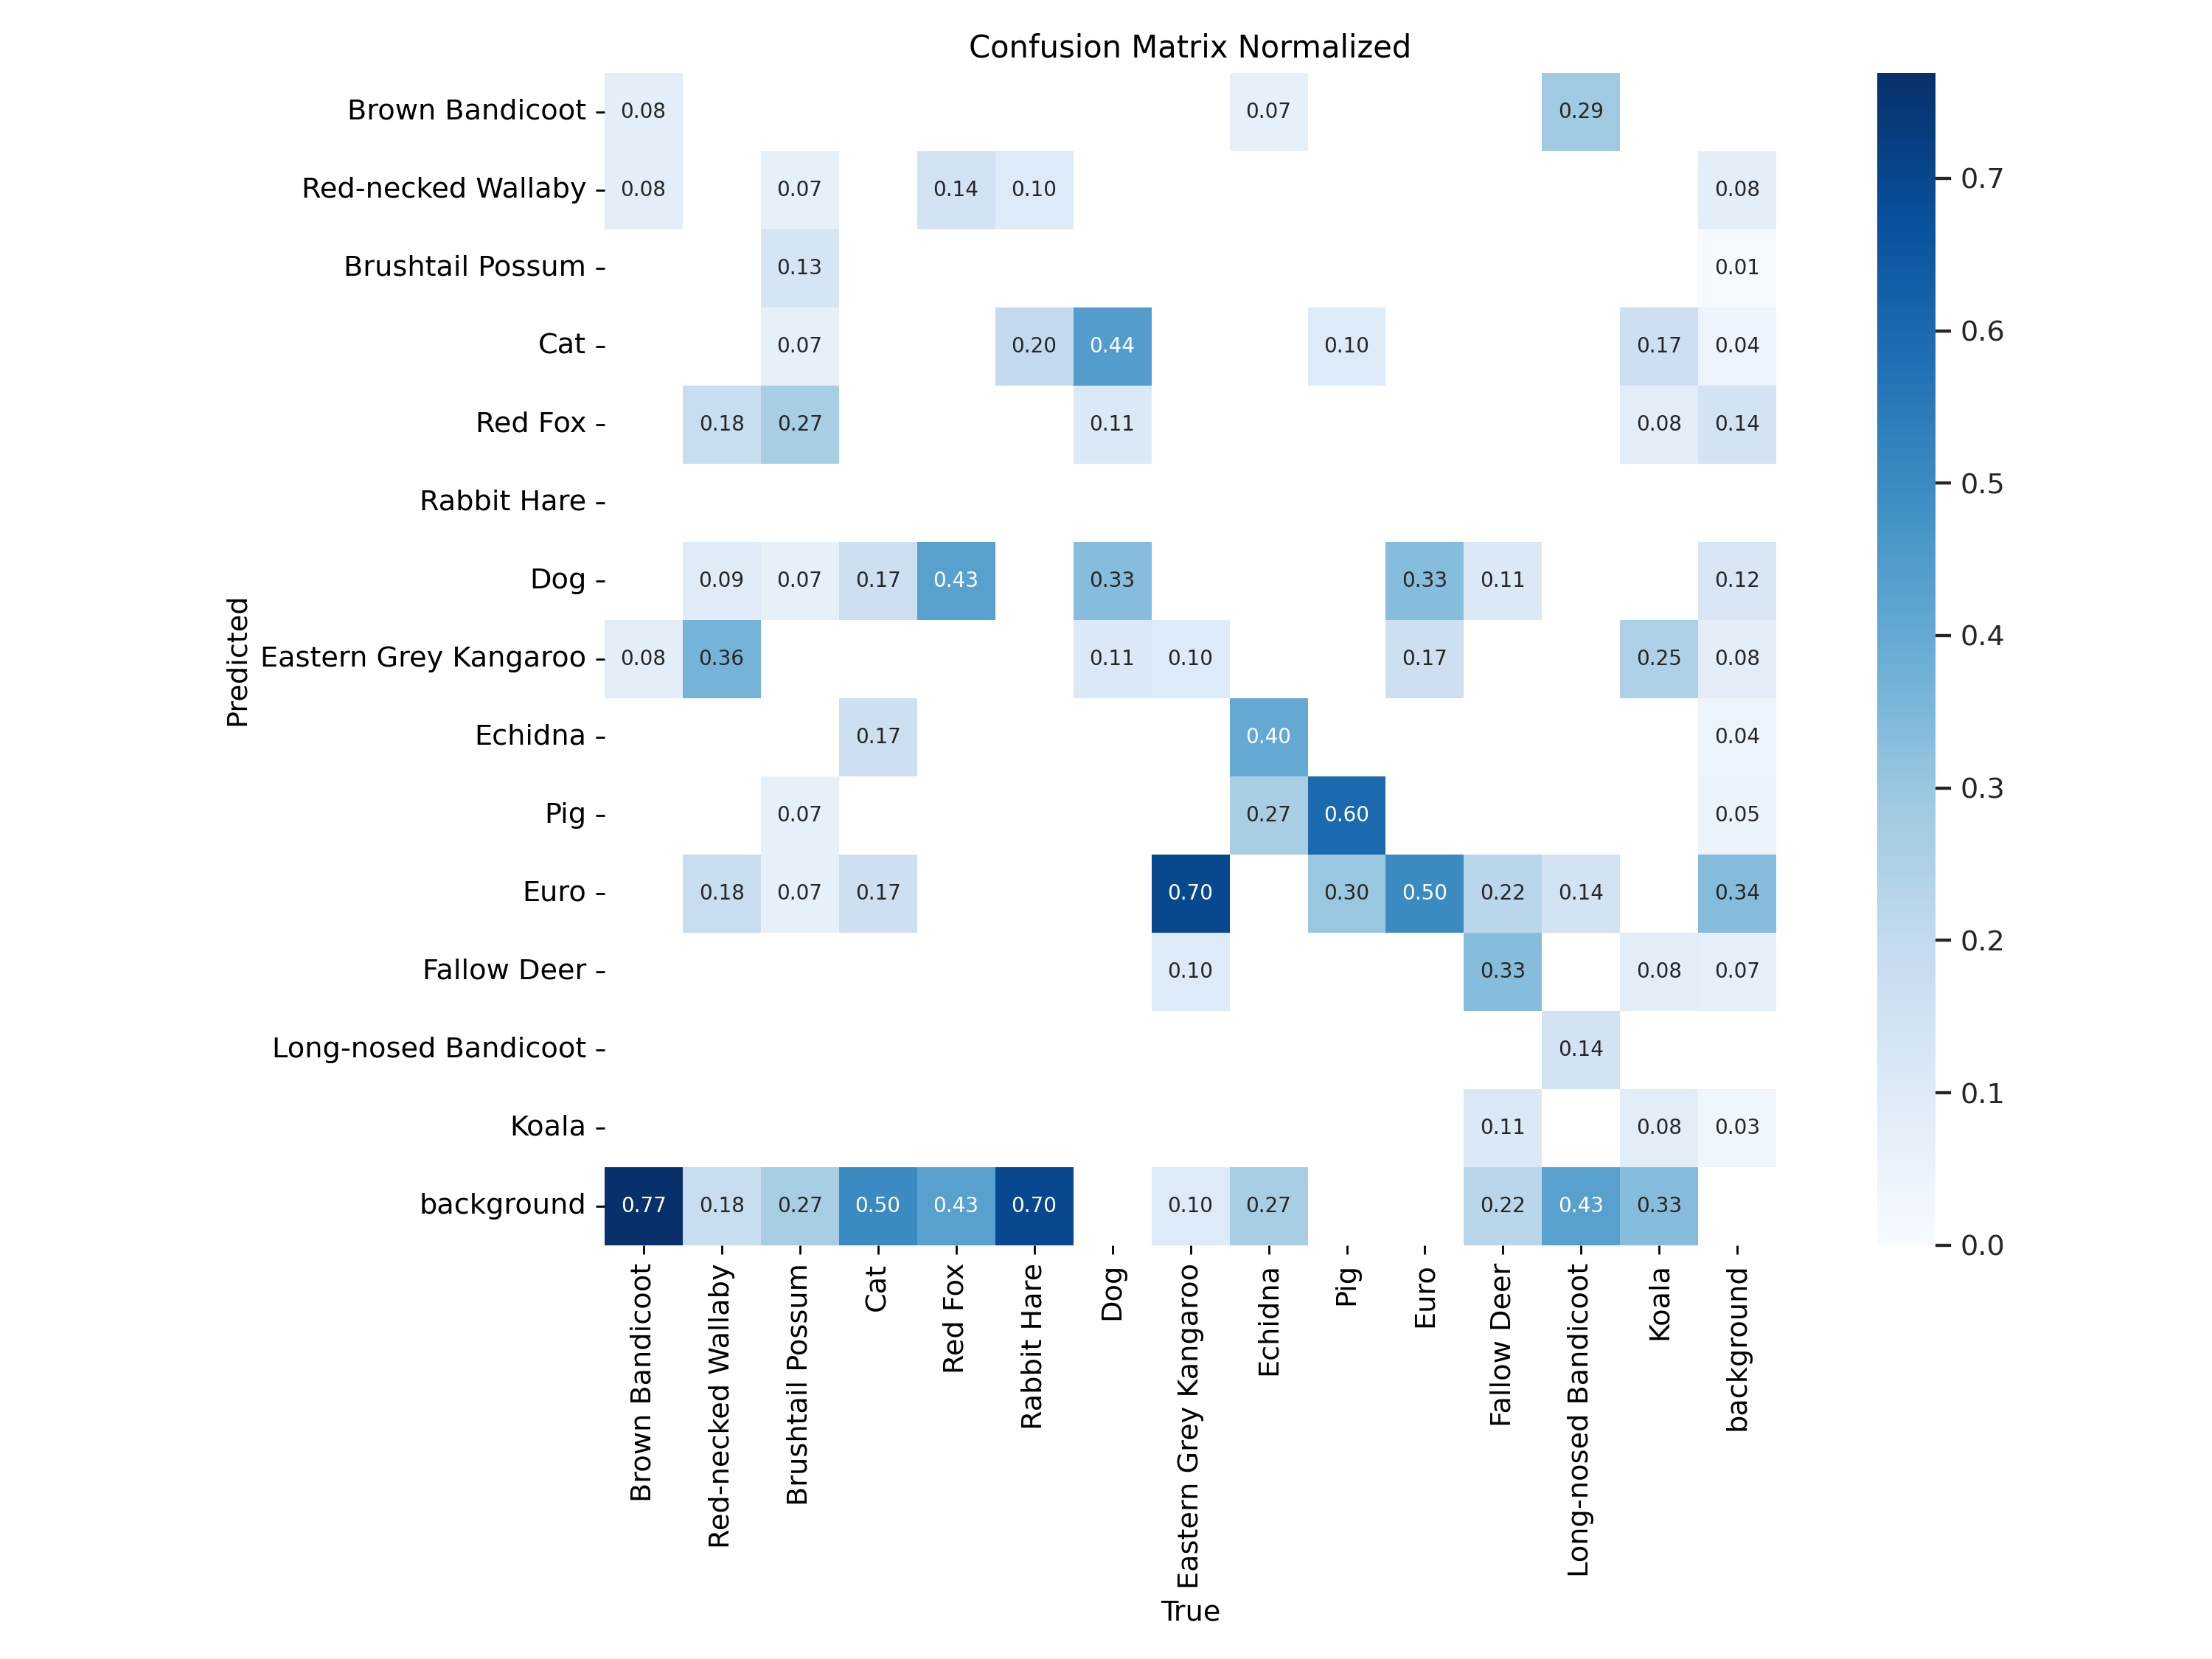 Confusion Matrix Normalized
Predicted
Brown Bandicoot 0.08 0.07 0.29
Red-necked Wallaby 0.08 0.07 0.14 0.10 0.08
Brushtail Possum 0.13 0.01
Cat 0.07 0.20 0.44 0.10 0.17 0.04
Red Fox 0.18 0.27 0.11 0.08 0.14
Rabbit Hare
Dog 0.09 0.07 0.17 0.43 0.33 0.33 0.11 0.12
Eastern Grey Kangaroo 0.08 0.36 0.11 0.10 0.17 0.25 0.08
Echidna 0.17 0.40 0.04
Pig 0.07 0.27 0.60 0.05
Euro 0.18 0.07 0.17 0.70 0.30 0.50 0.22 0.14 0.34
Fallow Deer 0.10 0.33 0.08 0.07
Long-nosed Bandicoot 0.14
Koala 0.11 0.08 0.03
background 0.77 0.18 0.27 0.50 0.43 0.70 0.10 0.27 0.22 0.43 0.33
Brown Bandicoot
Red-necked Wallaby
Brushtail Possum
Cat
Red Fox
Rabbit Hare
Dog
Eastern Grey Kangaroo
Echidna
Pig
Euro
Fallow Deer
Long-nosed Bandicoot
Koala
background
True
0.7
0.6
0.5
0.4
0.3
0.2
0.1
0.0